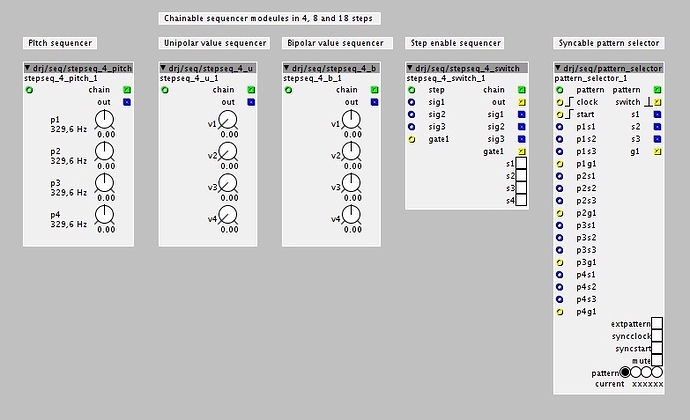 Chainable sequencer modeules in 4, 8 and 18 steps
Pitch sequencer
Unipolar value sequencer
Bipolar value sequencer
Step enable sequencer
Syncable pattern selector
drj/seq/stepseq_4_pitch
stepseq_4_pitch_1
chain
out
p1
329,6 Hz
0.00
p2
329,6 Hz
0.00
p3
329,6 Hz
0.00
p4
329,6 Hz
0.00
drj/seq/stepseq_4_u
stepseq_4_u_1
chain
out
v1
0.00
v2
0.00
v3
0.00
v4
0.00
drj/seq/stepseq_4_b
stepseq_4_b_1
chain
out
v1
0.00
v2
0.00
v3
0.00
v4
0.00
drj/seq/stepseq_4_switch
stepseq_4_switch_1
step chain
sig1 out
sig2 sig1
sig3 sig2
gate1 sig3
gate1
s1
s2
s3
s4
drj/seq/pattern_selector
pattern_selector_1
pattern pattern
clock switch
start s1
p1s1 s2
p1s2 s3
p1s3 g1
p1g1
p2s1
p2s2
p2s3
p2g1
p3s1
p3s2
p3s3
p3g1
p4s1
p4s2
p4s3
p4g1
extpattern
syncclock
syncstart
mute
pattern
current xxxxxx